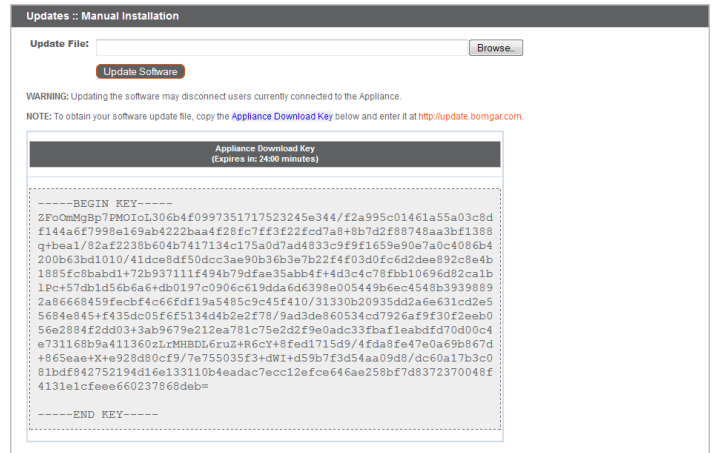 Updates :: Manual Installation
Update File:
Browse..
Update Software
WARNING: Updating the software may disconnect users currently connected to the Appliance.
NOTE: To obtain your software update file, copy the Appliance Download Key below and enter it at http://update.bomgar.com.
Appliance Download Key
(Expires in: 24:00 minutes)
-----BEGIN KEY-----
ZFoOmMgBp7PMOIoL306b4f0997351717523245e344/f2a995c01461a55a03c8d
f144a6f7998e169ab4222baa4f28fc7ff3f22fcd7a8+8b7d2f88748aa3bf1388
q+bea1/82af2238b604b7417134c175a0d7ad4833c9f9f1659e90e7a0c4086b4
200b63bd1010/41dce8df50dcc3ae90b36b3e7b22f4f03d0fc6d2dee892c8e4b
1885fc8babd1+72b937111f494b79dfae35abb4f+4d3c4c78fbb10696d82ca1b
1Pc+57db1d56b6a6+db0197c0906c619dda6d6398e005449b6ec4548b3939889
2a86668459fecbf4c66fdf19a5485c9c45f410/31330b20935dd2a6e631cd2e5
5684e845+f435dc05f6f5134d4b2e2f78/9ad3de860534cd7926af9f30f2eeb0
56e2884f2dd03+3ab9679e212ea781c75e2d2f9e0adc33fbaf1eabdfd70d00c4
e731168b9a411360zLrMHBDL6ruZ+R6cY+8fed1715d9/4fda8fe47e0a69b867d
+865eae+X+e928d80cf9/7e755035f3+dWI+d59b7f3d54aa09d8/dc60a17b3c0
81bdf842752194d16e133110b4eadac7ecc12efce646ae258bf7d8372370048f
4131e1cfeee660237868deb=
-----END KEY-----